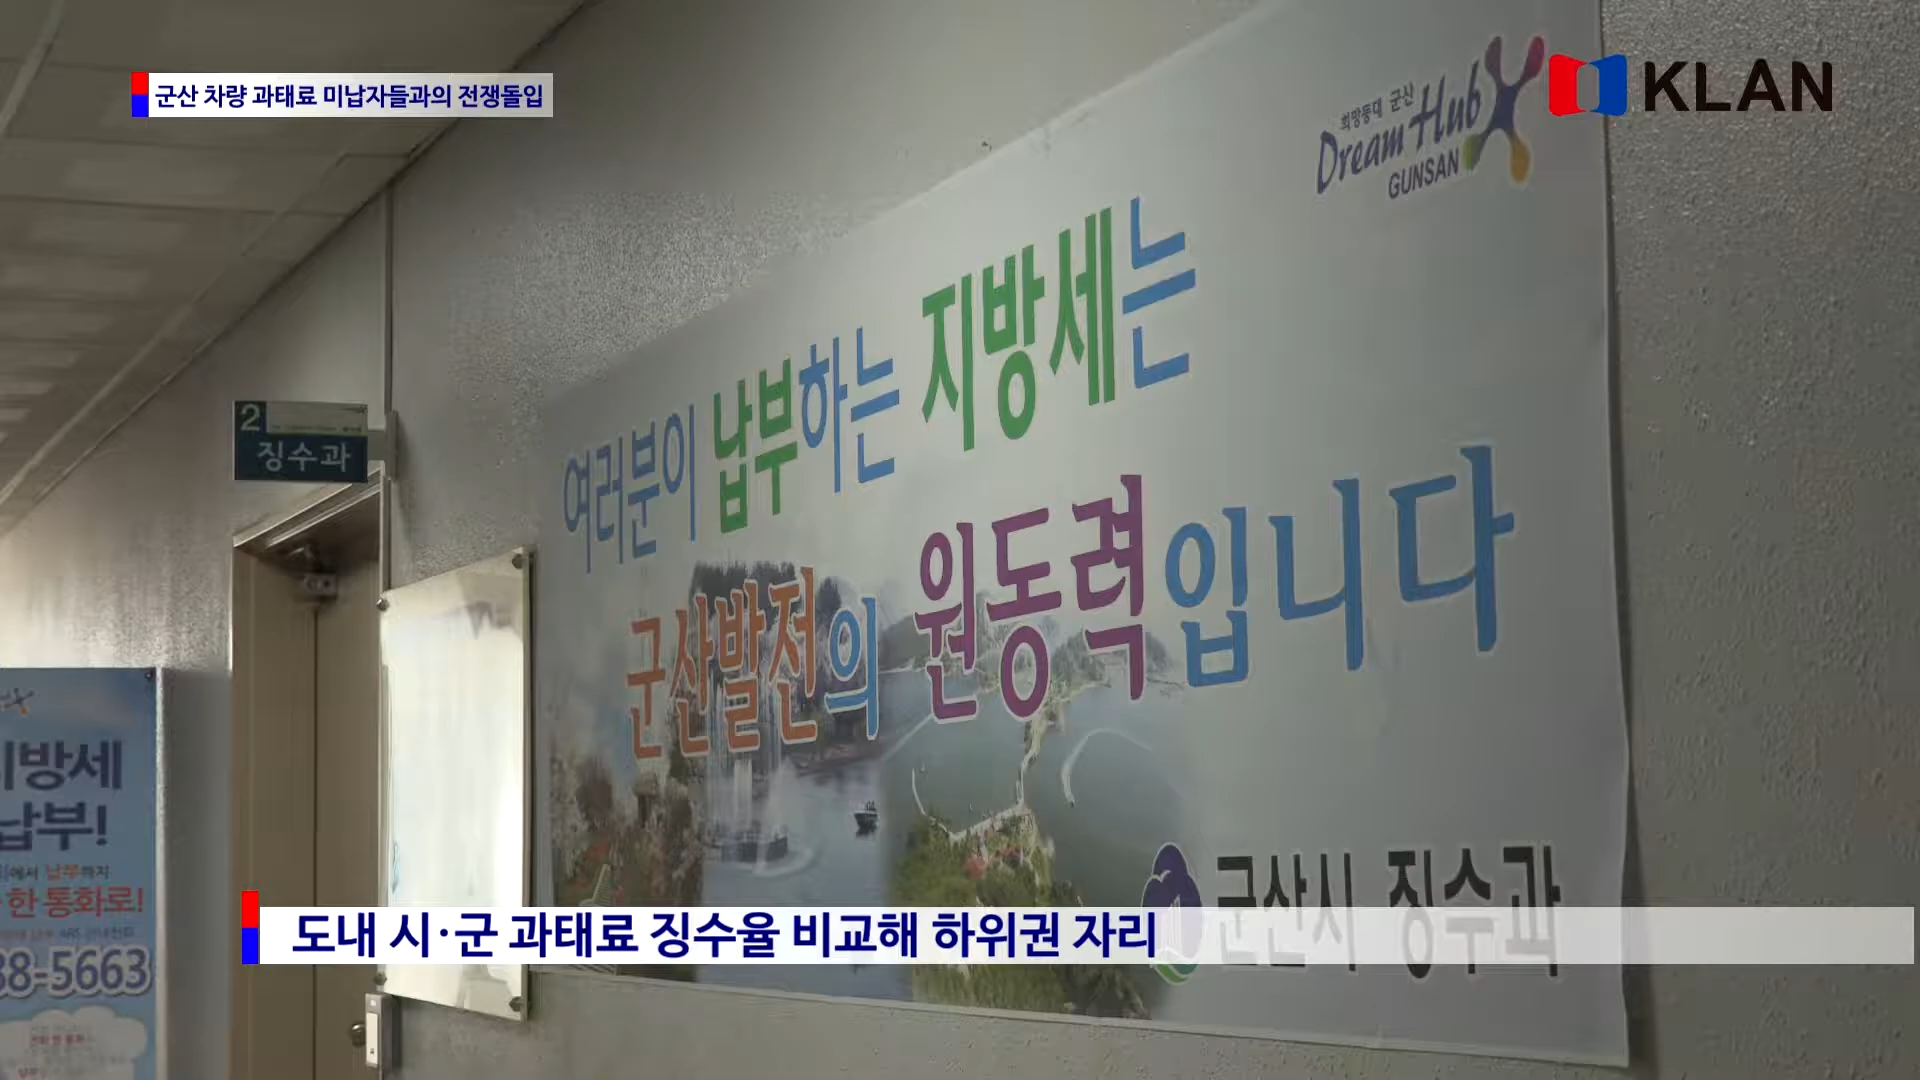 군산 차량 과태료 미납자들과의 전쟁돌입
KLAN
희망동대 군산
Dream Hub
GUNSAN
여러분이 납부하는 지방세는
군산발전의 원동력입니다
2
징수과
지방세
납부!
에서 납부까지
한 통화로!
38-5663
군산시 징수과
도내 시·군 과태료 징수율 비교해 하위권 자리